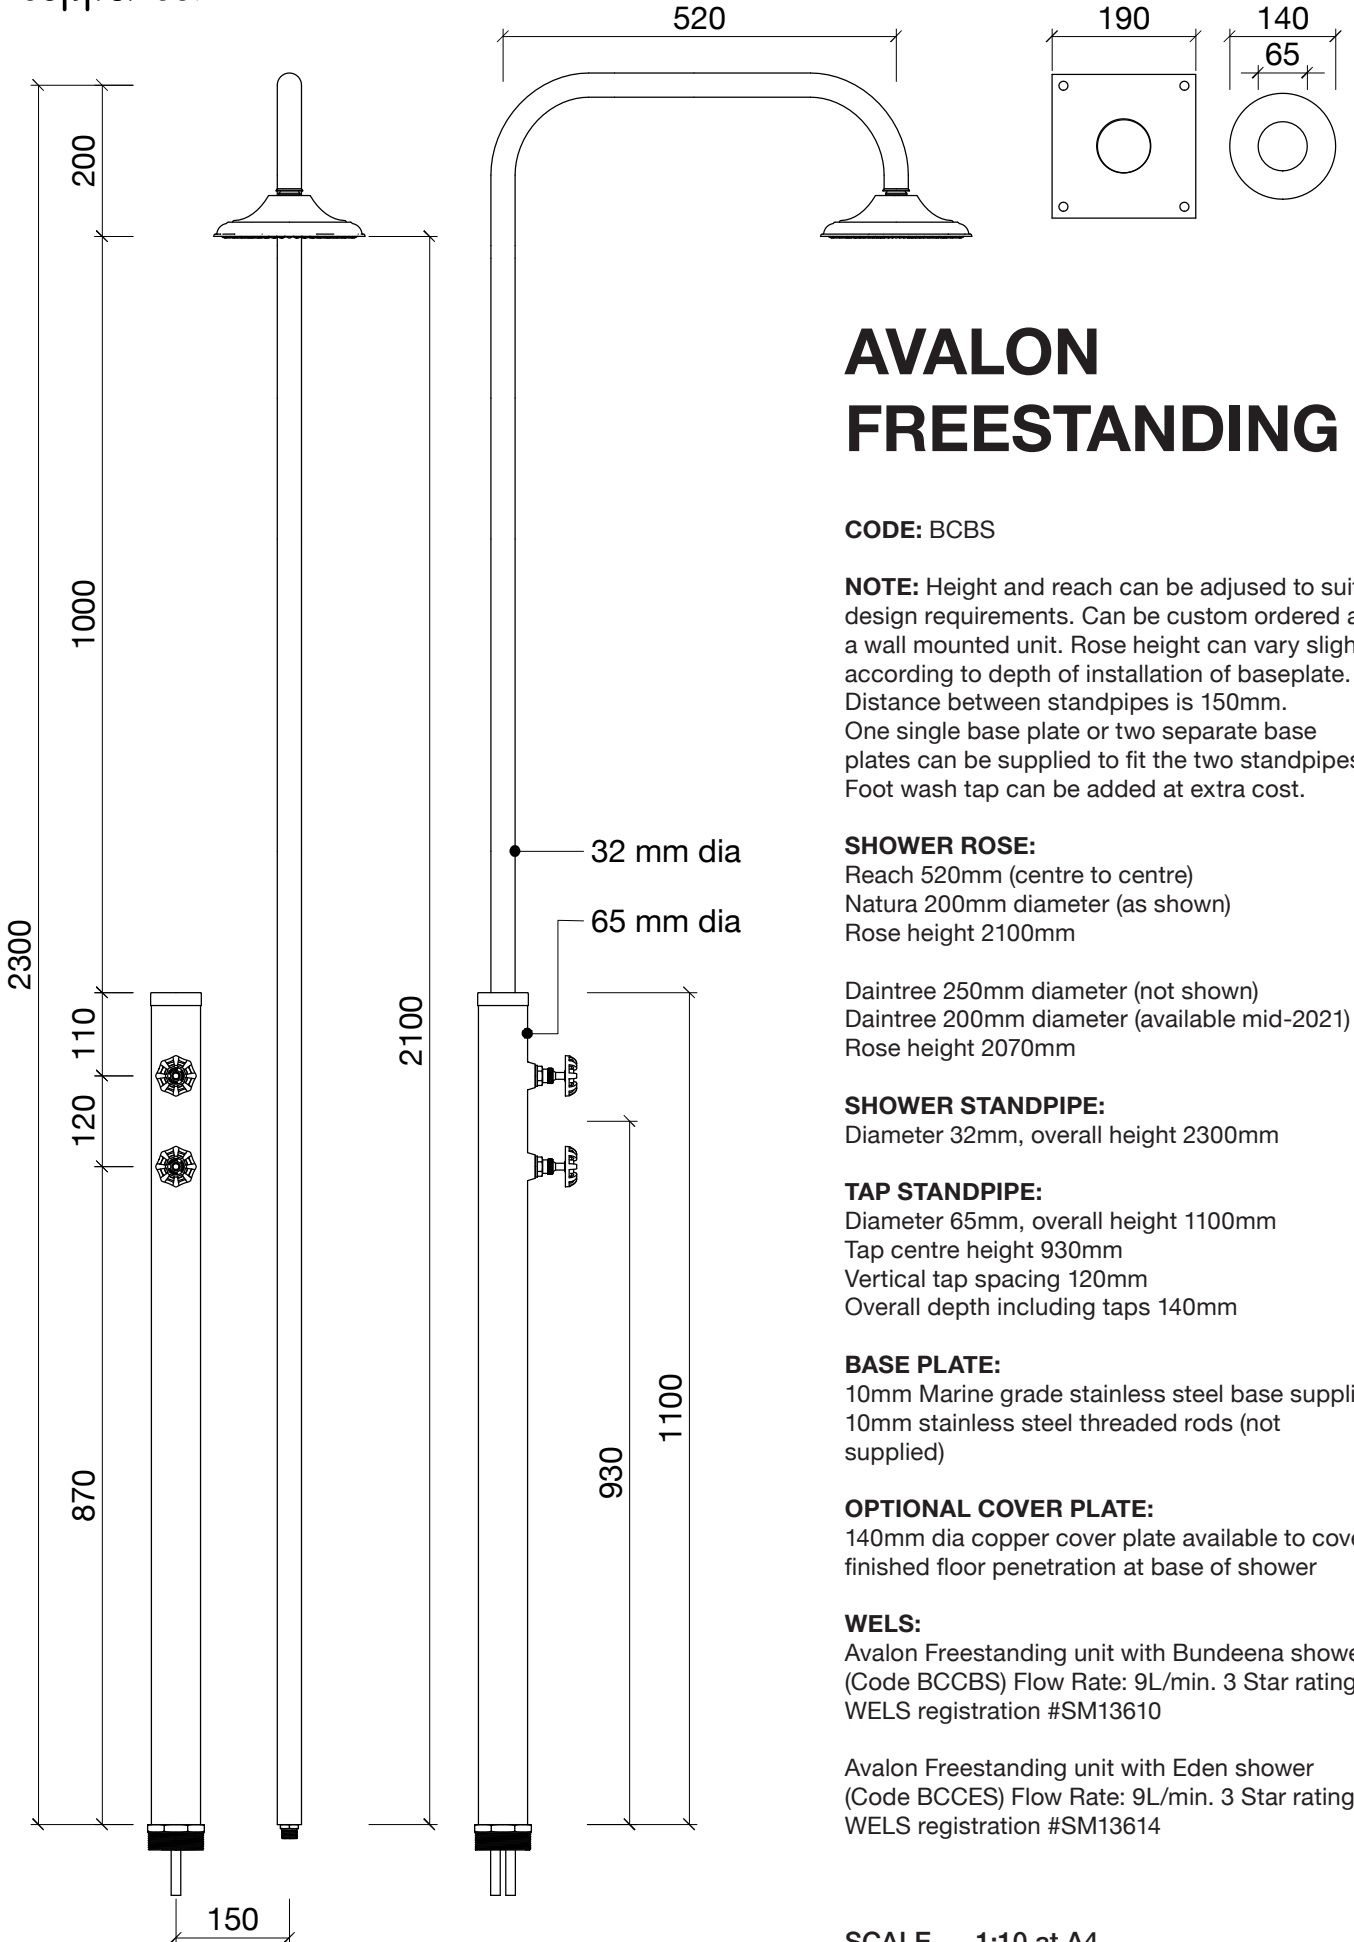 520
190
140
65
200
1000
2300
110
120
870
2100
32 mm dia
65 mm dia
930
1100
150
AVALON
FREESTANDING
CODE: BCBS
NOTE: Height and reach can be adjused to
design requirements. Can be custom ordered
a wall mounted unit. Rose height can vary
according to depth of installation of baseplate.
Distance between standpipes is 150mm.
One single base plate or two separate base
plates can be supplied to fit the two standpipes
Foot wash tap can be added at extra cost.
SHOWER ROSE:
Reach 520mm (centre to centre)
Natura 200mm diameter (as shown)
Rose height 2100mm
Daintree 250mm diameter (not shown)
Daintree 200mm diameter (available mid-2021)
Rose height 2070mm
SHOWER STANDPIPE:
Diameter 32mm, overall height 2300mm
TAP STANDPIPE:
Diameter 65mm, overall height 1100mm
Tap centre height 930mm
Vertical tap spacing 120mm
Overall depth including taps 140mm
BASE PLATE:
10mm Marine grade stainless steel base
10mm stainless steel threaded rods (not
supplied)
OPTIONAL COVER PLATE:
140mm dia copper cover plate available to
finished floor penetration at base of shower
WELS:
Avalon Freestanding unit with Bundeena
(Code BCCBS) Flow Rate: 9L/min. 3 Star rating
WELS registration #SM13610
Avalon Freestanding unit with Eden shower
(Code BCCES) Flow Rate: 9L/min. 3 Star rating
WELS registration #SM13614
SCALE 1:10 at A4